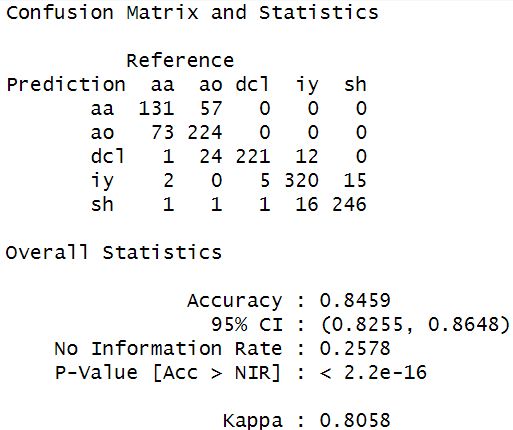 Confusion Matrix and Statistics
Reference
Prediction aa ao dcl iy sh
aa 131 57 0 0 0
ao 73 224 0 0 0
dcl 1 24 221 12 0
iy 2 0 5 320 15
sh 1 1 1 16 246
Overall Statistics
Accuracy : 0.8459
95% CI : (0.8255, 0.8648)
No Information Rate : 0.2578
P-Value [Acc > NIR] : < 2.2e-16
Kappa : 0.8058